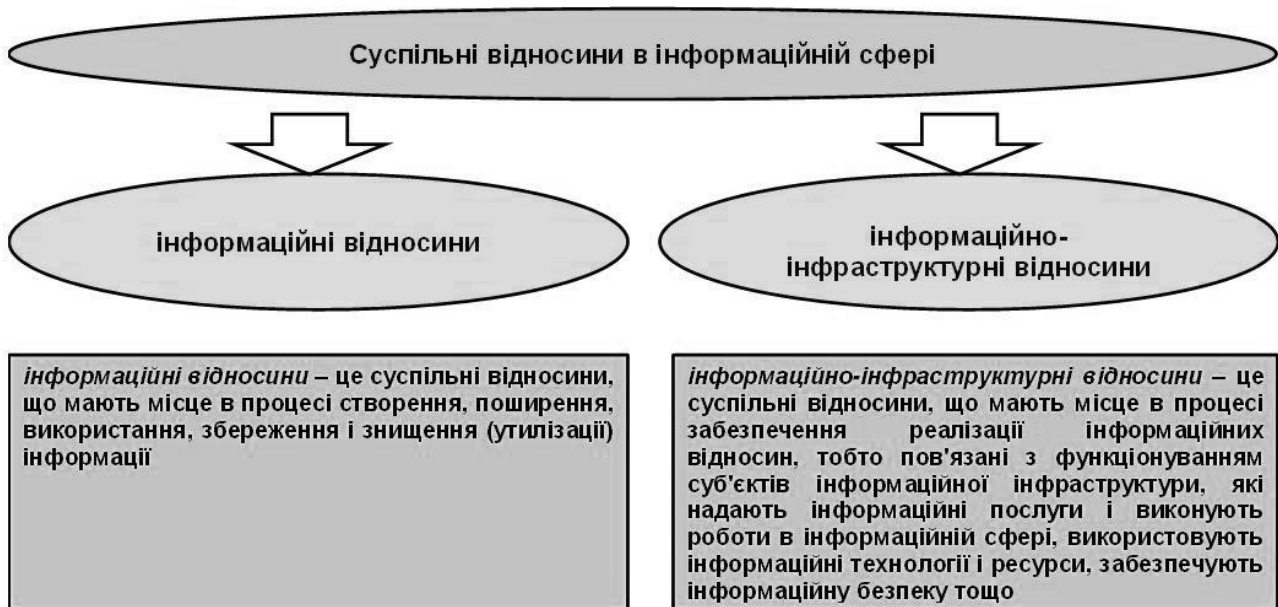 Суспільні відносини в інформаційній сфері
інформаційні відносини
інформаційно-
інфраструктурні відносини
інформаційні відносини – це суспільні відносини,
що мають місце в процесі створення, поширення,
використання, збереження і знищення (утилізації)
інформації
інформаційно-інфраструктурні відносини – це
суспільні відносини, що мають місце в процесі
забезпечення реалізації інформаційних
відносин, тобто пов'язані з функціонуванням
суб'єктів інформаційної інфраструктури, які
надають інформаційні послуги і виконують
роботи в інформаційній сфері, використовують
інформаційні технології і ресурси, забезпечують
інформаційну безпеку тощо